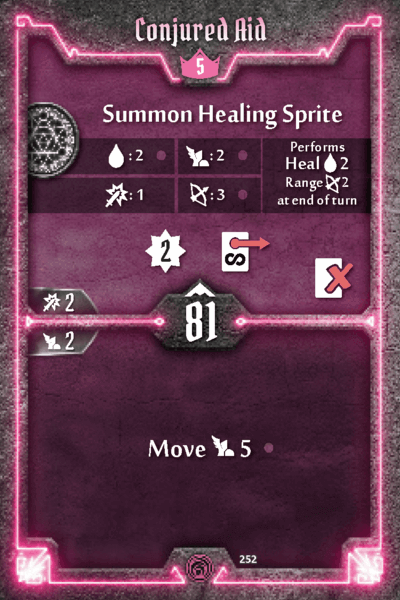 Conjured Aid
5
Summon Healing Sprite
: 2
: 2
Performs
Heal 2
: 1
: 3
Range 2
at end of turn
2
S
2
81
2
Move 5
252